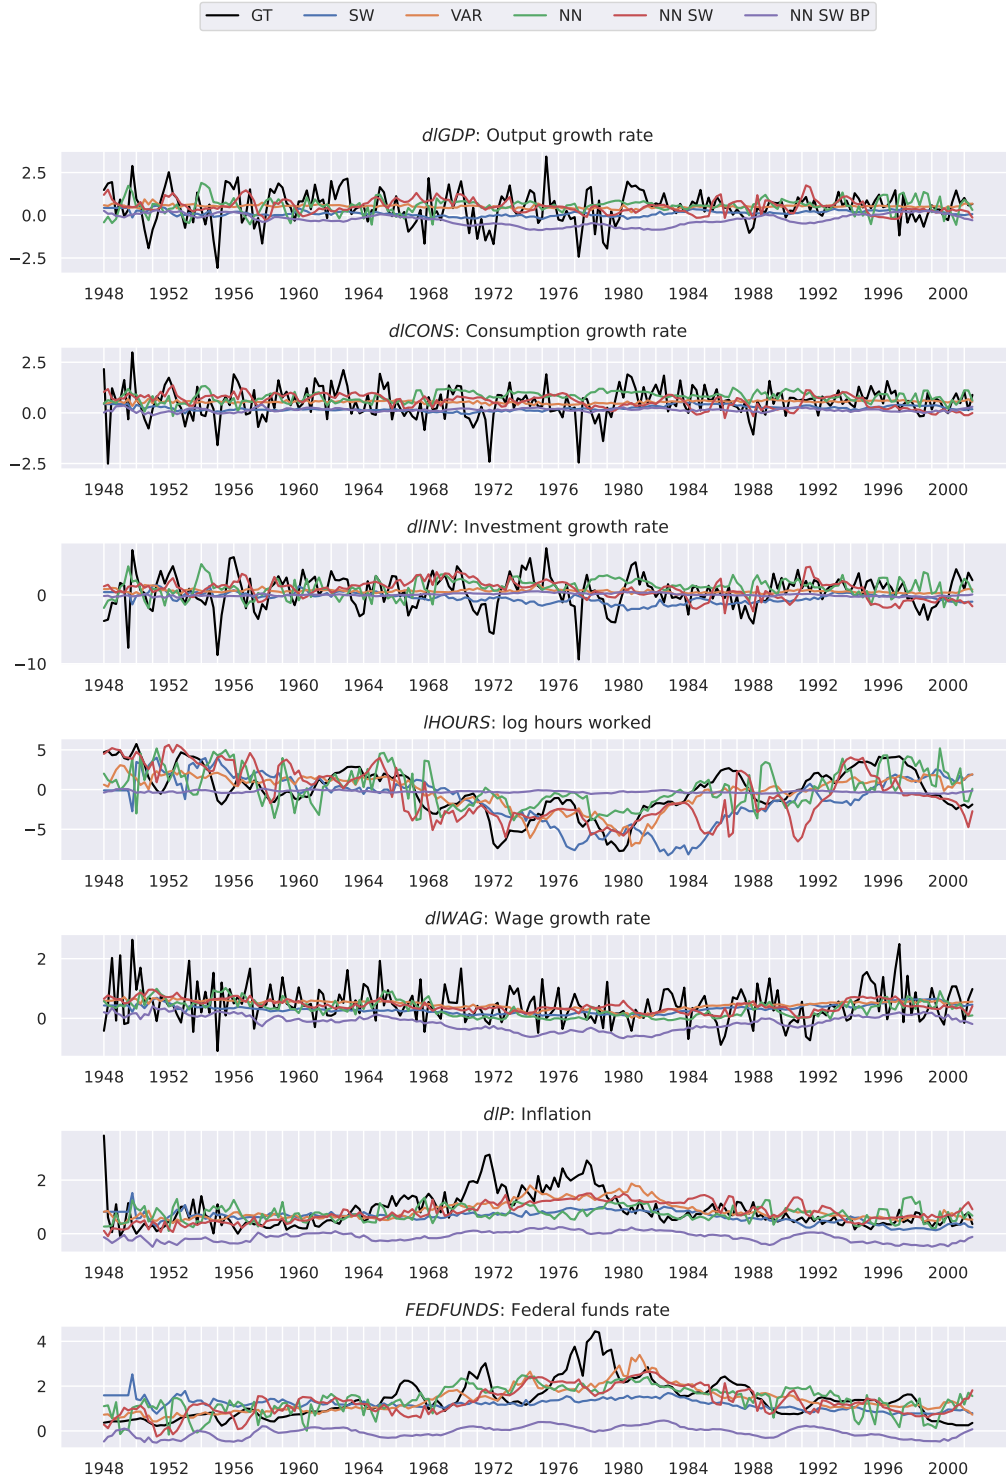 GT SW VAR NN NN SW NN SW BP
dlGDP: Output growth rate
2.5
0.0
−2.5
1948 1952 1956 1960 1964 1968 1972 1976 1980 1984 1988 1992 1996 2000
dlCONS: Consumption growth rate
2.5
0.0
−2.5
1948 1952 1956 1960 1964 1968 1972 1976 1980 1984 1988 1992 1996 2000
dlINV: Investment growth rate
0
−10
1948 1952 1956 1960 1964 1968 1972 1976 1980 1984 1988 1992 1996 2000
lHOURS: log hours worked
5
0
−5
1948 1952 1956 1960 1964 1968 1972 1976 1980 1984 1988 1992 1996 2000
dlWAG: Wage growth rate
2
0
1948 1952 1956 1960 1964 1968 1972 1976 1980 1984 1988 1992 1996 2000
dlP: Inflation
2
0
1948 1952 1956 1960 1964 1968 1972 1976 1980 1984 1988 1992 1996 2000
FEDFUNDS: Federal funds rate
4
2
0
1948 1952 1956 1960 1964 1968 1972 1976 1980 1984 1988 1992 1996 2000